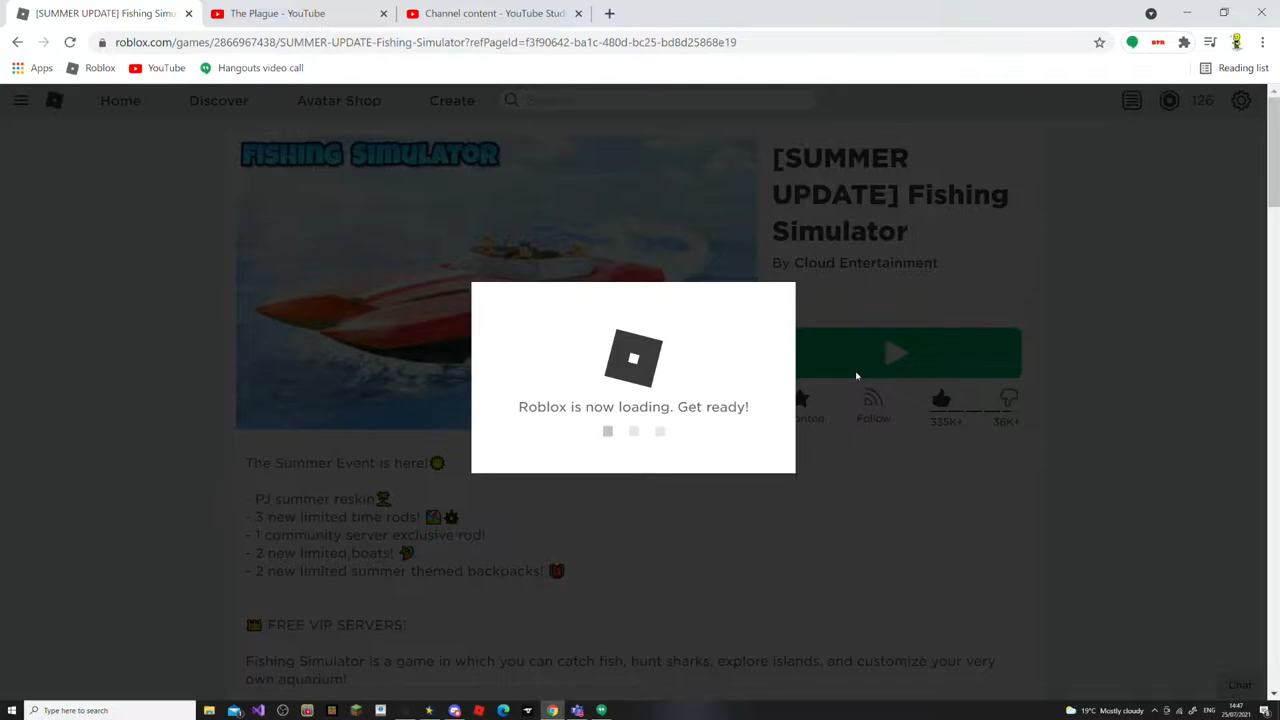 [SUMMER UPDATE] Fishing Simu
The Plague - YouTube
Channel content - YouTube Stud
roblox.com/games/2866967438/SUMMER-UPDATE-Fishing-Simulator?refPageId=f3f90642-ba1c-480d-bc25-bd8d25868e19
Apps
Roblox
YouTube
Hangouts video call
Reading list
Home
Discover
Avatar Shop
Create
126
FISHING SIMULATOR
[SUMMER
UPDATE] Fishing
Simulator
By Cloud Entertainment
Roblox is now loading. Get ready!
Follow
335K+
36K+
The Summer Event is here!
- PJ summer reskin
- 3 new limited time rods!
- 1 community server exclusive rod!
- 2 new limited boats!
- 2 new limited summer themed backpacks!
FREE VIP SERVERS!
Fishing Simulator is a game in which you can catch fish, hunt sharks, explore islands, and customize your very
own aquarium!
Chat
Type here to search
19°C Mostly cloudy
ENG
14:47
25/07/2021